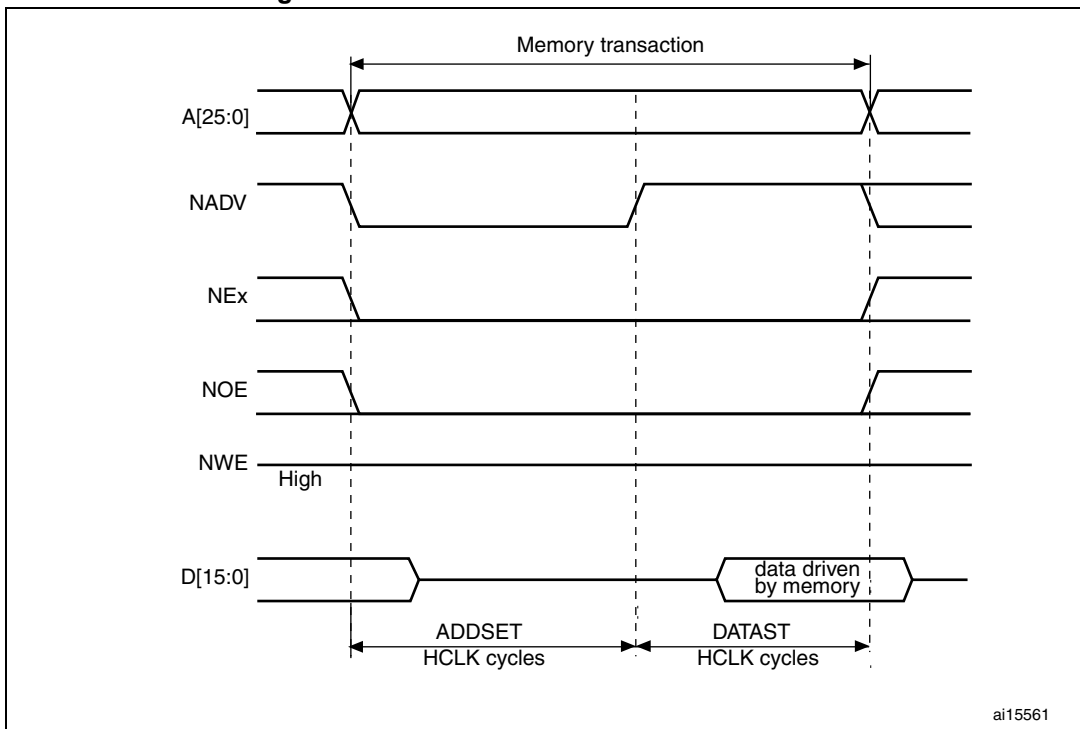 Memory transaction
A[25:0]
NADV
NEx
NOE
NWE
High
D[15:0]
data driven
by memory
ADDSET
HCLK cycles
DATAST
HCLK cycles
ai15561